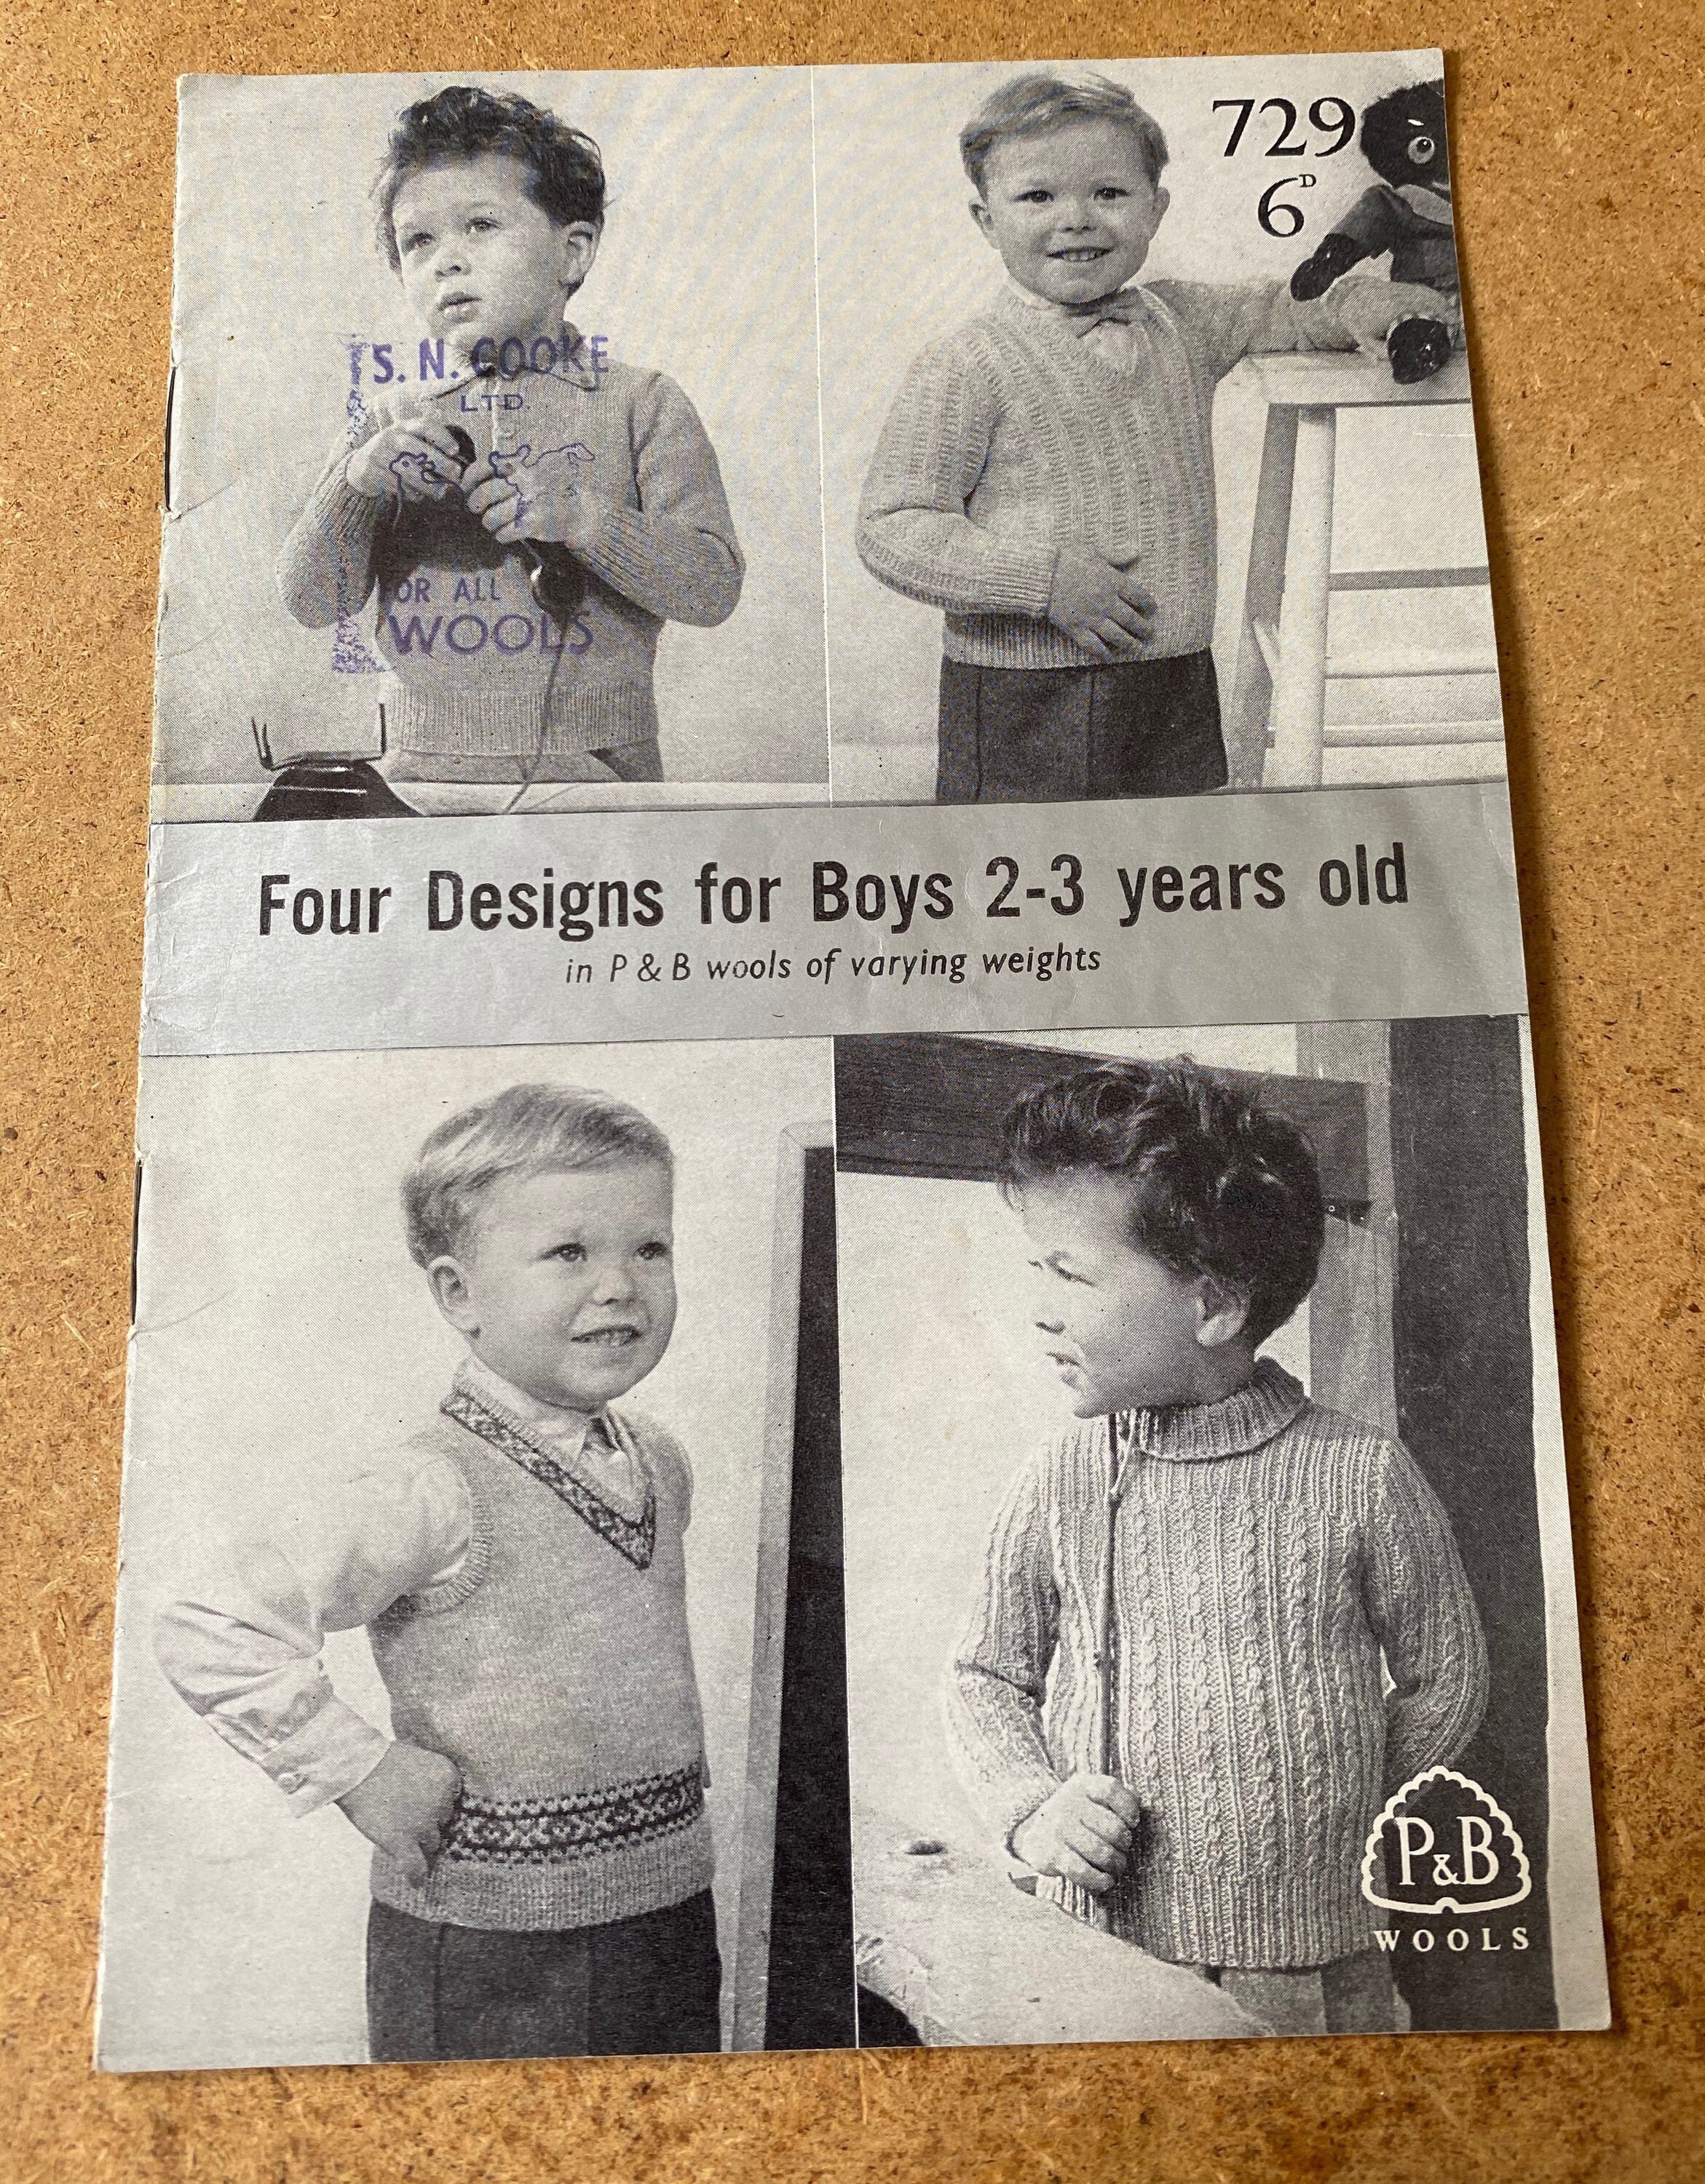 729
6D
S. N. COOKE
LTD.
FOR ALL
WOOLS
Four Designs for Boys 2-3 years old
in P & B wools of varying weights
P&B
WOOLS